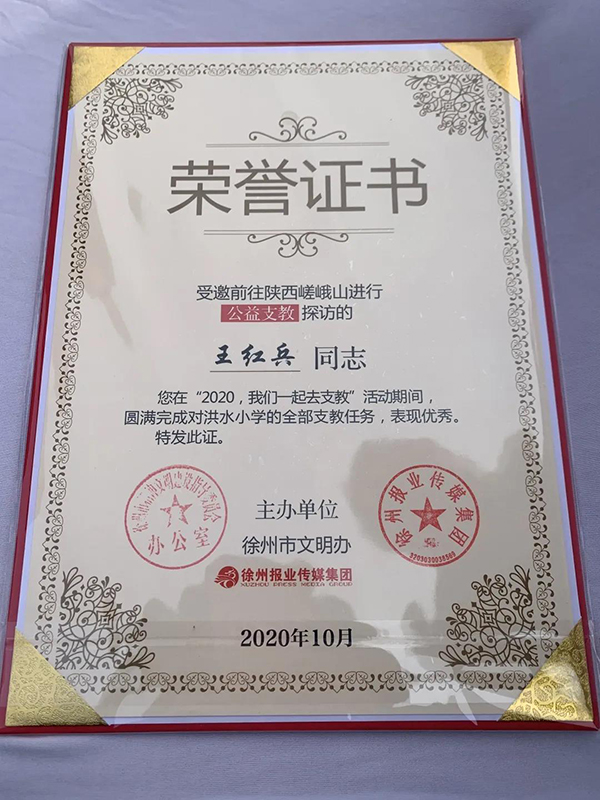 荣誉证书
受邀前往陕西嵯峨山进行
公益支教 探访的
王红兵 同志
您在“2020，我们一起去支教”活动期间，
圆满完成对洪水小学的全部支教任务，表现优秀。
特发此证。
办公室
徐州报业传媒集团
主办单位
徐州市文明办
徐州报业传媒集团
XUZHOU PRESS MEDIA GROUP
2020年10月